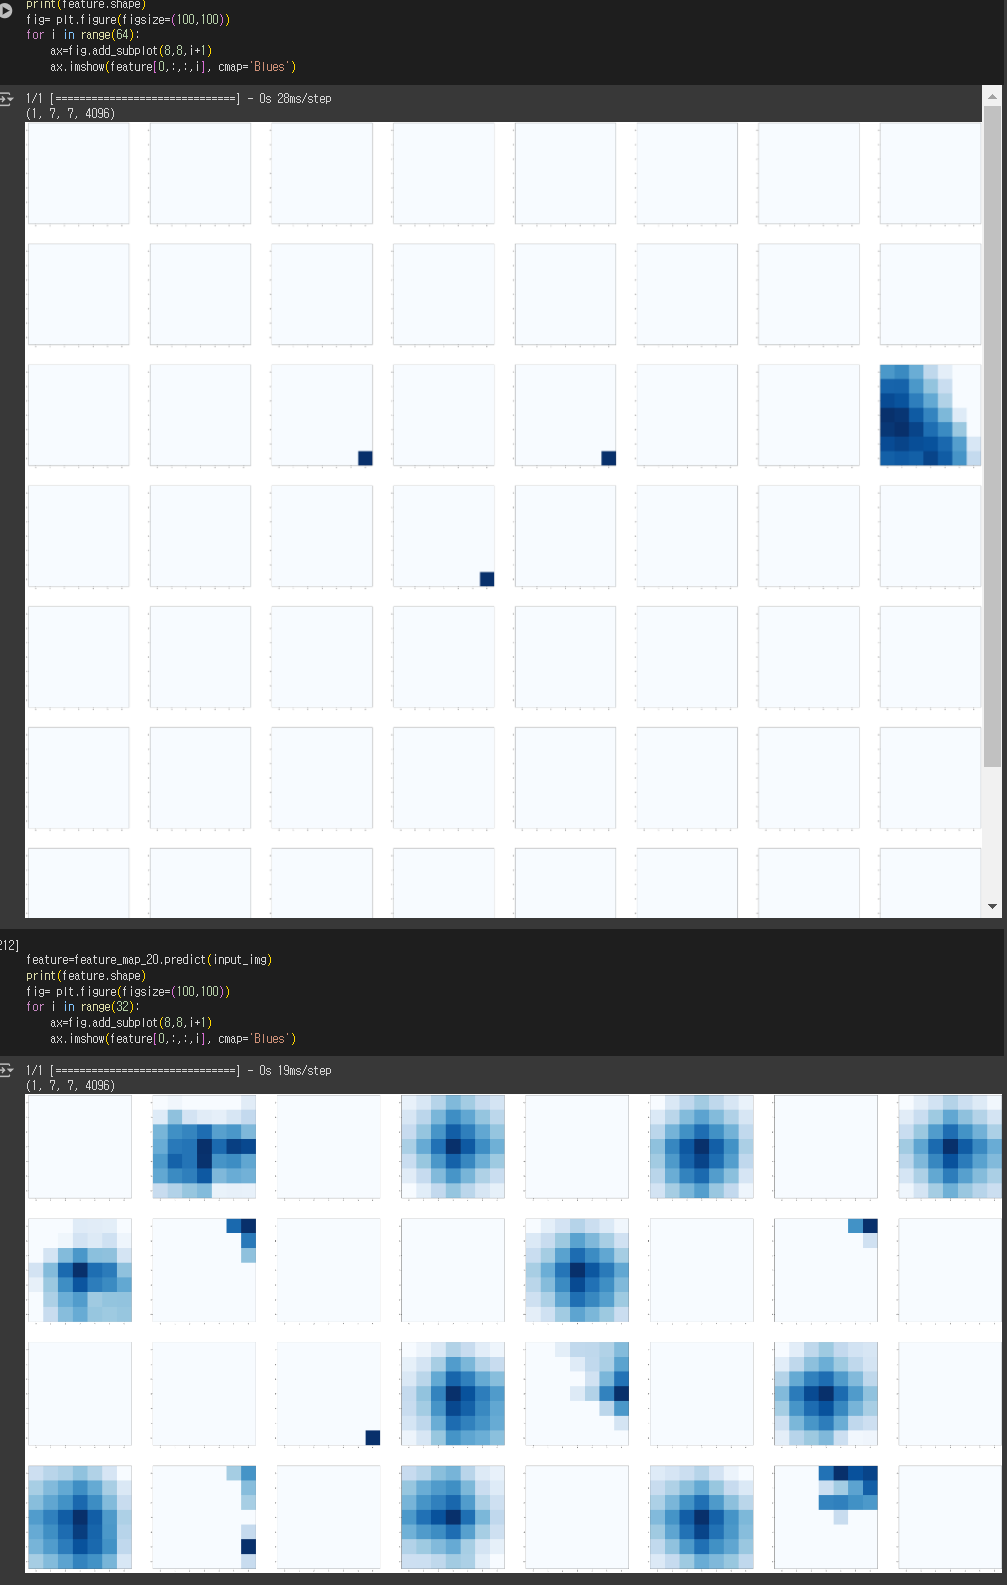 print(feature.shape)
fig= plt.figure(figsize=(100,100))
for i in range(64):
    ax=fig.add_subplot(8,8,i+1)
    ax.imshow(feature[0,:,:,i], cmap='Blues')
1/1 [==============================] - 0s 28ms/step
(1, 7, 7, 4096)
212]
feature=feature_map_20.predict(input_img)
print(feature.shape)
fig= plt.figure(figsize=(100,100))
for i in range(32):
    ax=fig.add_subplot(8,8,i+1)
    ax.imshow(feature[0,:,:,i], cmap='Blues')
1/1 [==============================] - 0s 19ms/step
(1, 7, 7, 4096)